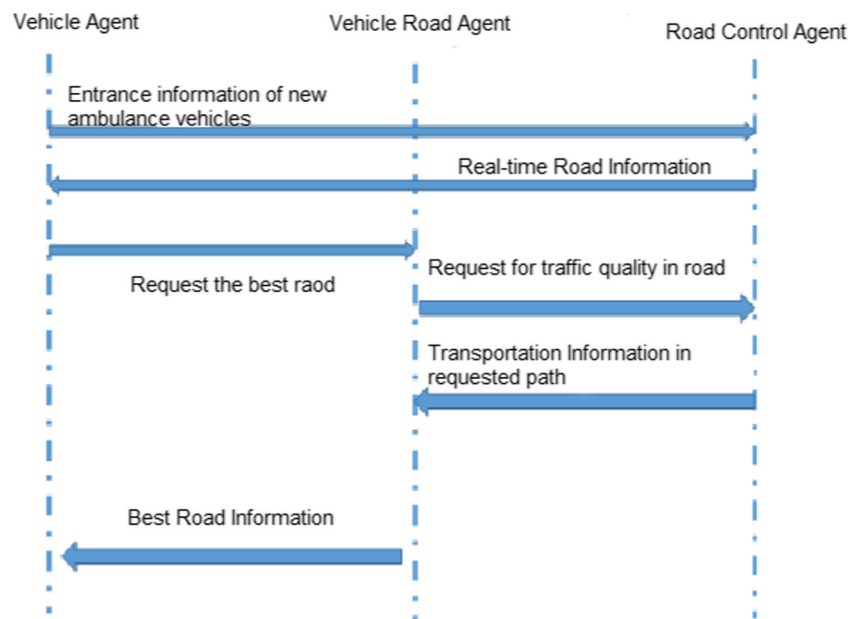 Vehicle Agent
Vehicle Road Agent
Road Control Agent
Entrance information of new
ambulance vehicles
Real-time Road Information
Request the best raod
Request for traffic quality in road
Transportation Information in
requested path
Best Road Information